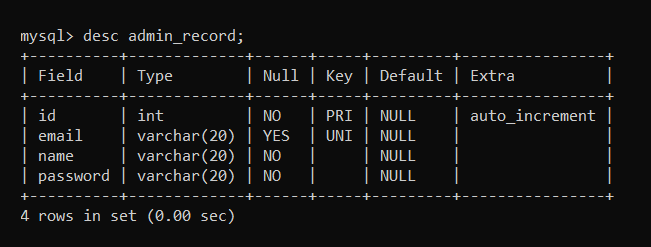 mysql> desc admin_record;
+----------+-------------+------+-----+---------+----------------+
| Field    | Type        | Null | Key | Default | Extra          |
+----------+-------------+------+-----+---------+----------------+
| id       | int         | NO   | PRI | NULL    | auto_increment |
| email    | varchar(20) | YES  | UNI | NULL    |                |
| name     | varchar(20) | NO   |     | NULL    |                |
| password | varchar(20) | NO   |     | NULL    |                |
+----------+-------------+------+-----+---------+----------------+
4 rows in set (0.00 sec)